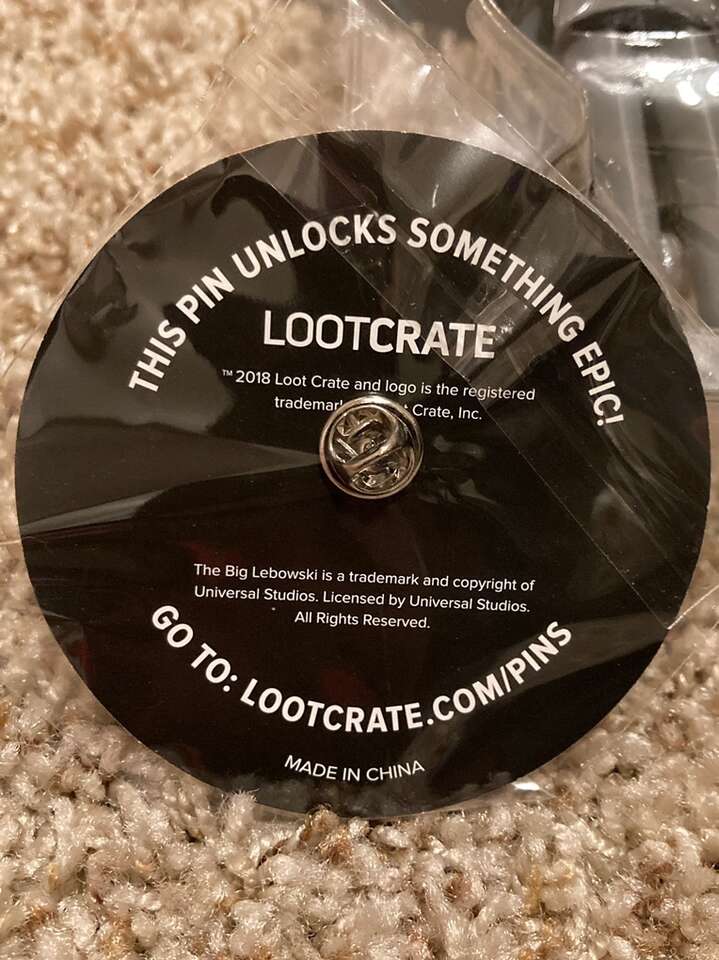 THIS PIN UNLOCKS SOMETHING EPIC!
LOOTCRATE™
™ 2018 Loot Crate and logo is the registered
Crate, Inc.
The Big Lebowski is a trademark and copyright of
Universal Studios. Licensed by Universal Studios.
All Rights Reserved.
GO TO: LOOTCRATE.COM/PINS
MADE IN CHINA